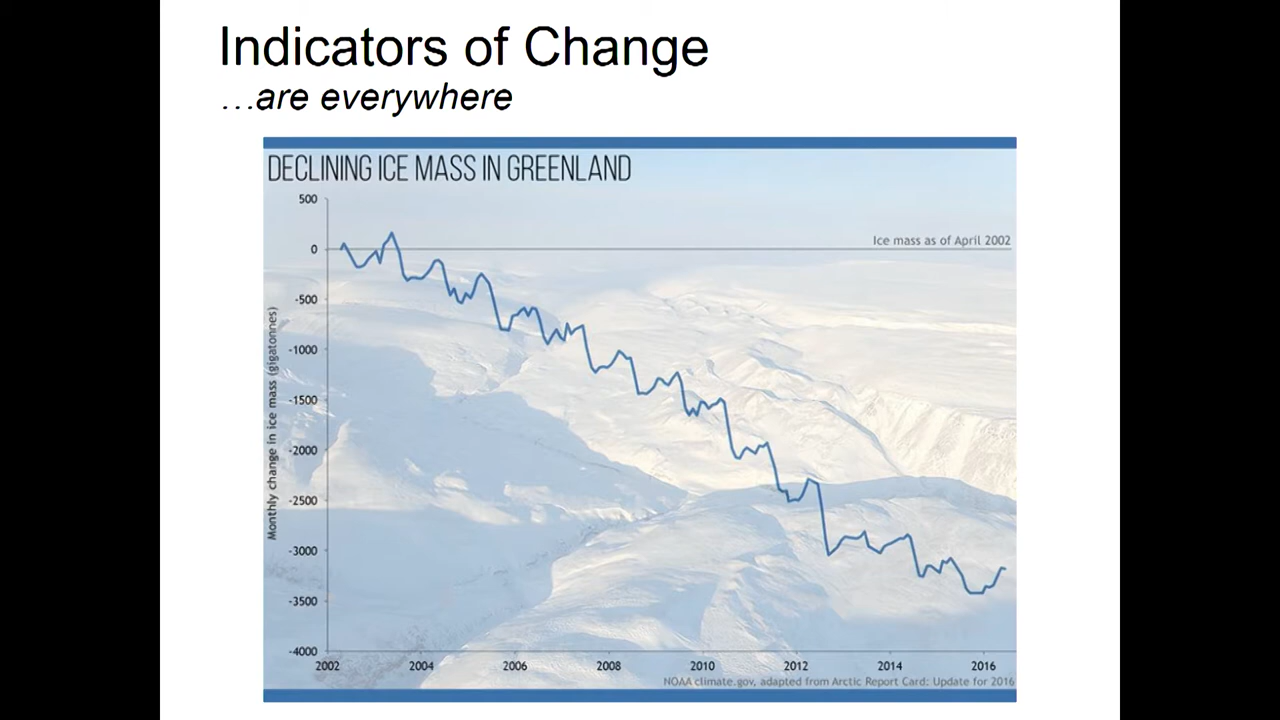 Indicators of Change
…are everywhere
DECLINING ICE MASS IN GREENLAND
500
Ice mass as of April 2002
0
-500
-1000
-1500
-2000
-2500
-3000
-3500
-4000
Monthly change in ice mass (gigatonnes)
2002 2004 2006 2008 2010 2012 2014 2016
NOAA climate.gov, adapted from Arctic Report Card: Update for 2016